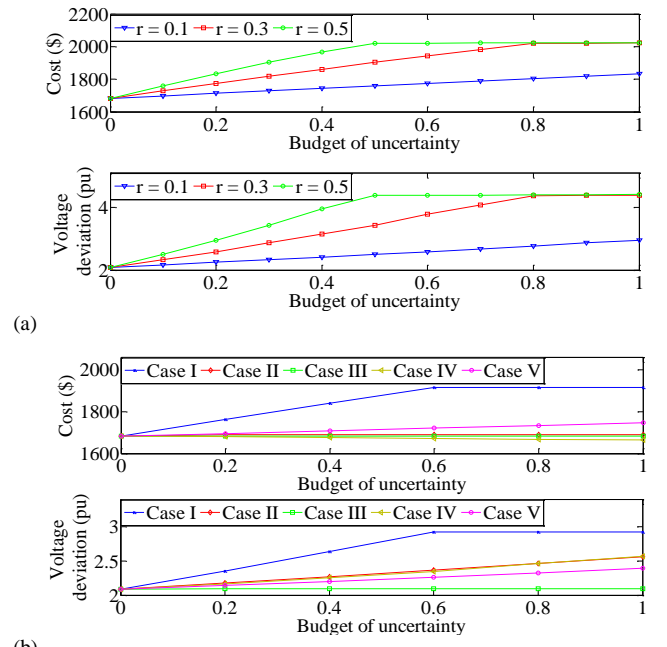 2200
2000
1800
1600
Cost ($)
r = 0.1 r = 0.3 r = 0.5
0 0.2 0.4 0.6 0.8 1
Budget of uncertainty
4
2
Voltage
deviation (pu)
r = 0.1 r = 0.3 r = 0.5
0 0.2 0.4 0.6 0.8 1
Budget of uncertainty
(a)
2000
1800
1600
Cost ($)
Case I Case II Case III Case IV Case V
0 0.2 0.4 0.6 0.8 1
Budget of uncertainty
3
2.5
2
Voltage
deviation (pu)
Case I Case II Case III Case IV Case V
0 0.2 0.4 0.6 0.8 1
Budget of uncertainty
(b)